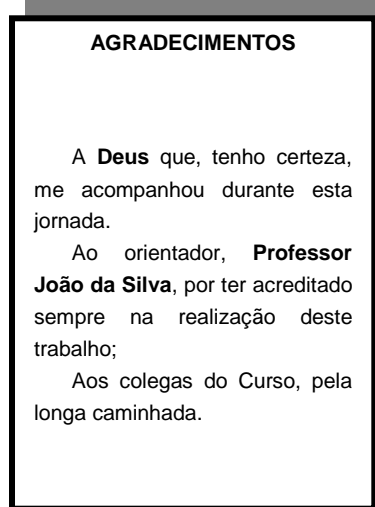 AGRADECIMENTOS
A Deus que, tenho certeza,
me acompanhou durante esta
jornada.
Ao orientador, Professor
João da Silva, por ter acreditado
sempre na realização deste
trabalho;
Aos colegas do Curso, pela
longa caminhada.